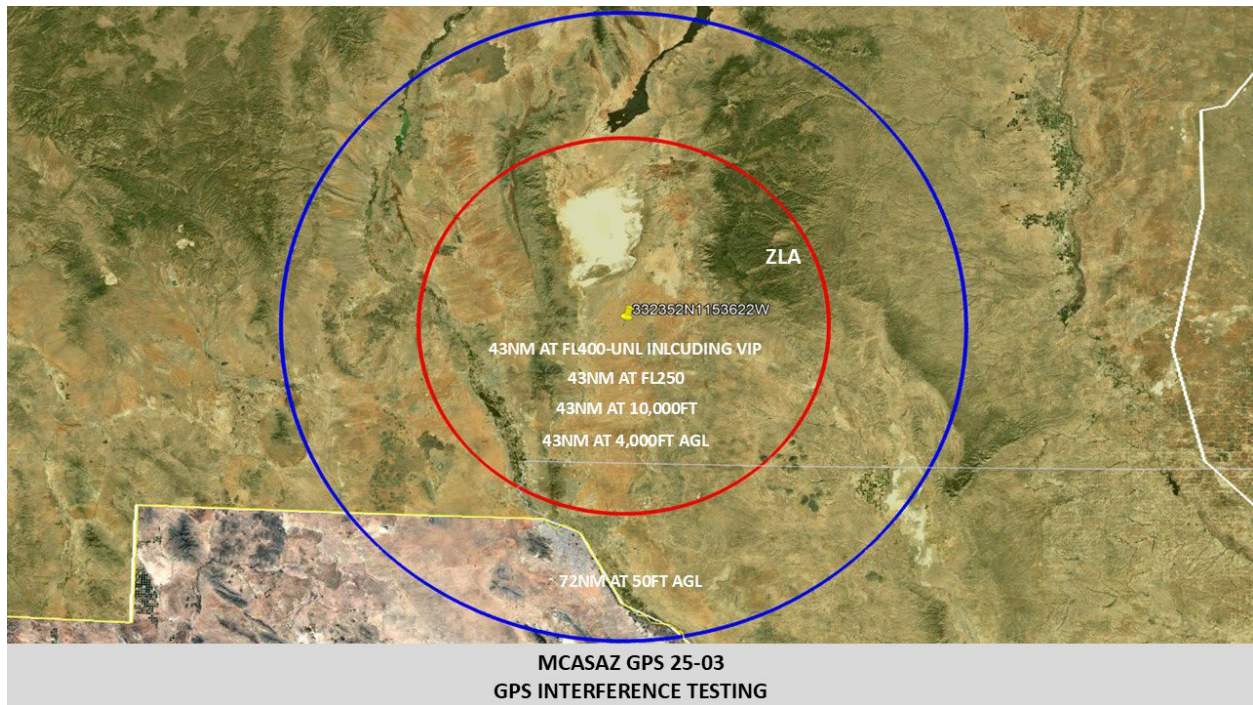 ZLA
332352N1153622W
43NM AT FL400-UNL INLCUDING VIP
43NM AT FL250
43NM AT 10,000FT
43NM AT 4,000FT AGL
72NM AT 50FT AGL
MCASAZ GPS 25-03
GPS INTERFERENCE TESTING